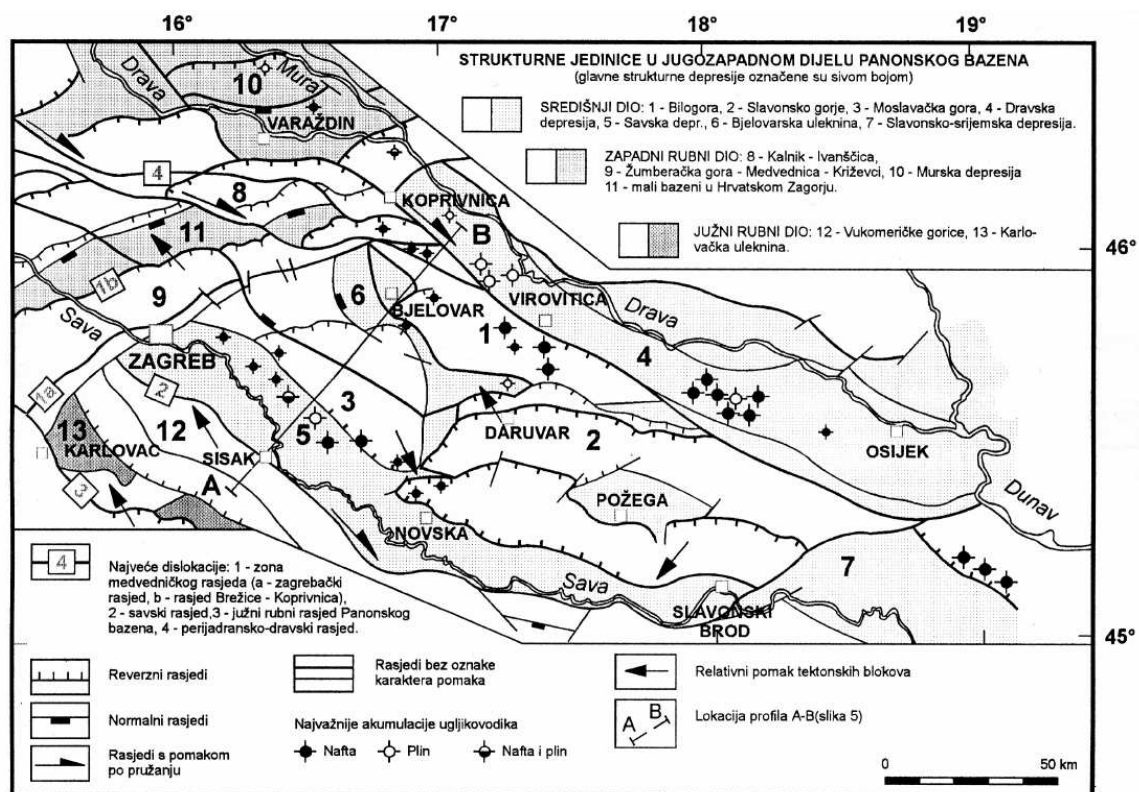 16° 17° 18° 19°
STRUKTURNE JEDINICE U JUGOZAPADNOM DIJELU PANONSKOG BAZENA
(glavne strukturne depresije označene su sivom bojom)
SREDIŠNJI DIO: 1 - Bilogora, 2 - Slavonsko gorje, 3 - Moslavačka gora, 4 - Dravska
depresija, 5 - Savska depr., 6 - Bjelovarska uleknina, 7 - Slavonsko-srijemska depresija.
ZAPADNI RUBNI DIO: 8 - Kalnik - Ivanščica,
9 - Žumberačka gora - Medvednica - Križevci, 10 - Murska depresija
11 - mali bazeni u Hrvatskom Zagorju.
JUŽNI RUBNI DIO: 12 - Vukomeričke gorice, 13 - Karlo-
vačka uleknina.
Drava
Mura
10
VARAŽDIN
4
8
KOPRIVNICA
11
B
46°
1b
9
6
BJELOVAR
VIROVITICA
Drava
Sava
1
ZAGREB
4
1a
2
3
13
12
5
DARUVAR
2
KARLOVAC
SISAK
OSIJEK
A
3
POŽEGA
Dunav
NOVSKA
7
Sava
SLAVONSKI
BROD
45°
4
Najveće dislokacije: 1 - zona
medvedničkog rasjeda (a - zagrebački
rasjed, b - rasjed Brežice - Koprivnica),
2 - savski rasjed,3 - južni rubni rasjed Panonskog
bazena, 4 - perijadransko-dravski rasjed.
Reverzni rasjedi
Normalni rasjedi
Rasjedi s pomakom
po pružanju
Rasjedi bez oznake
karaktera pomaka
Najvažnije akumulacije ugljikovodika
Nafta Plin Nafta i plin
Relativni pomak tektonskih blokova
A B
Lokacija profila A-B(slika 5)
0 50 km